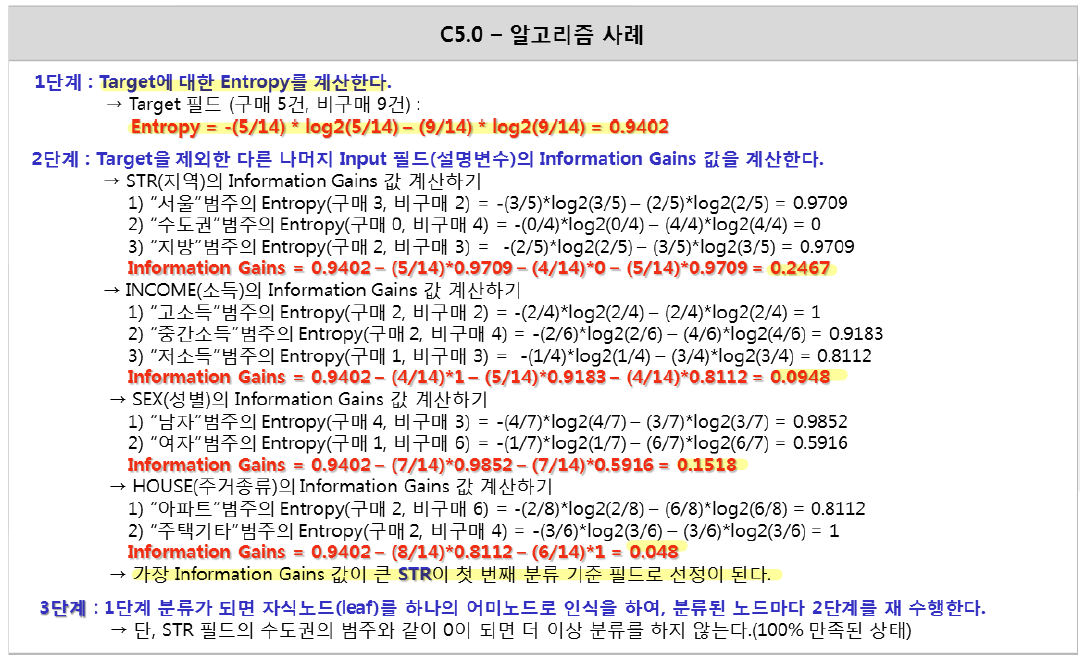 C5.0 – 알고리즘 사례
1단계 : Target에 대한 Entropy를 계산한다.
→ Target 필드 (구매 5건, 비구매 9건) :
Entropy = -(5/14) * log2(5/14) – (9/14) * log2(9/14) = 0.9402
2단계 : Target을 제외한 다른 나머지 Input 필드(설명변수)의 Information Gains 값을 계산한다.
→ STR(지역)의 Information Gains 값 계산하기
1) “서울”범주의 Entropy(구매 3, 비구매 2) = -(3/5)*log2(3/5) – (2/5)*log2(2/5) = 0.9709
2) “수도권”범주의 Entropy(구매 0, 비구매 4) = -(0/4)*log2(0/4) – (4/4)*log2(4/4) = 0
3) “지방”범주의 Entropy(구매 2, 비구매 3) = -(2/5)*log2(2/5) – (3/5)*log2(3/5) = 0.9709
Information Gains = 0.9402 – (5/14)*0.9709 – (4/14)*0 – (5/14)*0.9709 = 0.2467
→ INCOME(소득)의 Information Gains 값 계산하기
1) “고소득”범주의 Entropy(구매 2, 비구매 2) = -(2/4)*log2(2/4) – (2/4)*log2(2/4) = 1
2) “중간소득”범주의 Entropy(구매 2, 비구매 4) = -(2/6)*log2(2/6) – (4/6)*log2(4/6) = 0.9183
3) “저소득”범주의 Entropy(구매 1, 비구매 3) = -(1/4)*log2(1/4) – (3/4)*log2(3/4) = 0.8112
Information Gains = 0.9402 – (4/14)*1 – (5/14)*0.9183 – (4/14)*0.8112 = 0.0948
→ SEX(성별)의 Information Gains 값 계산하기
1) “남자”범주의 Entropy(구매 4, 비구매 3) = -(4/7)*log2(4/7) – (3/7)*log2(3/7) = 0.9852
2) “여자”범주의 Entropy(구매 1, 비구매 6) = -(1/7)*log2(1/7) – (6/7)*log2(6/7) = 0.5916
Information Gains = 0.9402 – (7/14)*0.9852 – (7/14)*0.5916 = 0.1518
→ HOUSE(주거종류)의 Information Gains 값 계산하기
1) “아파트”범주의 Entropy(구매 2, 비구매 6) = -(2/8)*log2(2/8) – (6/8)*log2(6/8) = 0.8112
2) “주택기타”범주의 Entropy(구매 2, 비구매 4) = -(3/6)*log2(3/6) – (3/6)*log2(3/6) = 1
Information Gains = 0.9402 – (8/14)*0.8112 – (6/14)*1 = 0.048
→ 가장 Information Gains 값이 큰 STR이 첫 번째 분류 기준 필드로 선정이 된다.
3단계 : 1단계 분류가 되면 자식노드(leaf)를 하나의 어미노드로 인식을 하여, 분류된 노드마다 2단계를 재 수행한다.
→ 단, STR 필드의 수도권의 범주와 같이 0이 되면 더 이상 분류를 하지 않는다.(100% 만족된 상태)